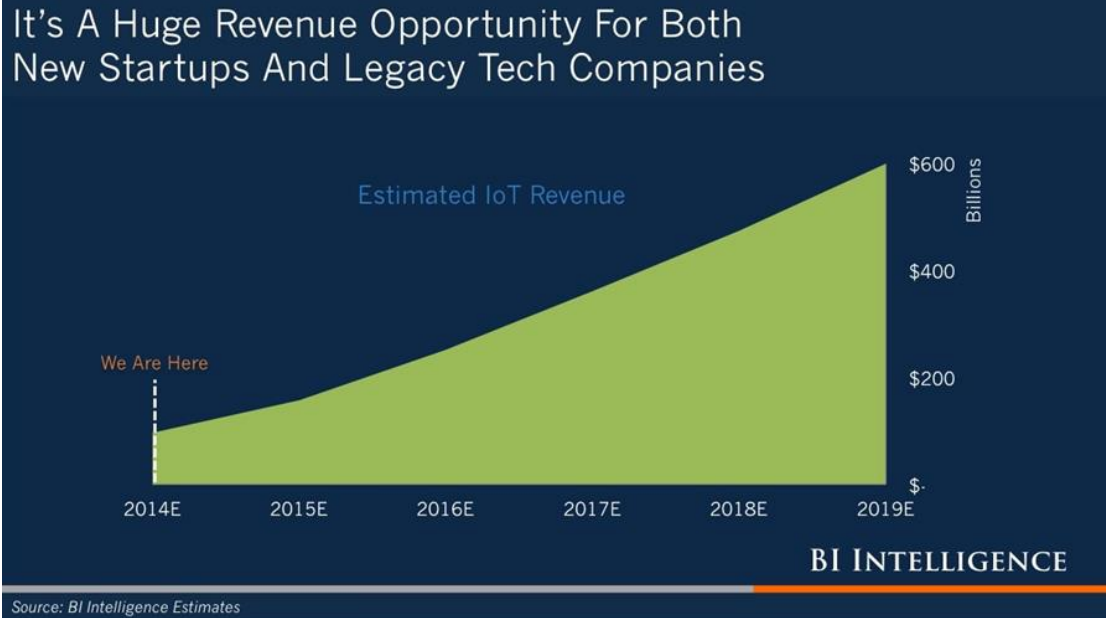 It's A Huge Revenue Opportunity For Both
New Startups And Legacy Tech Companies
Estimated IoT Revenue
$600
Billions
$400
We Are Here
$200
$-
2014E 2015E 2016E 2017E 2018E 2019E
BI INTELLIGENCE
Source: BI Intelligence Estimates